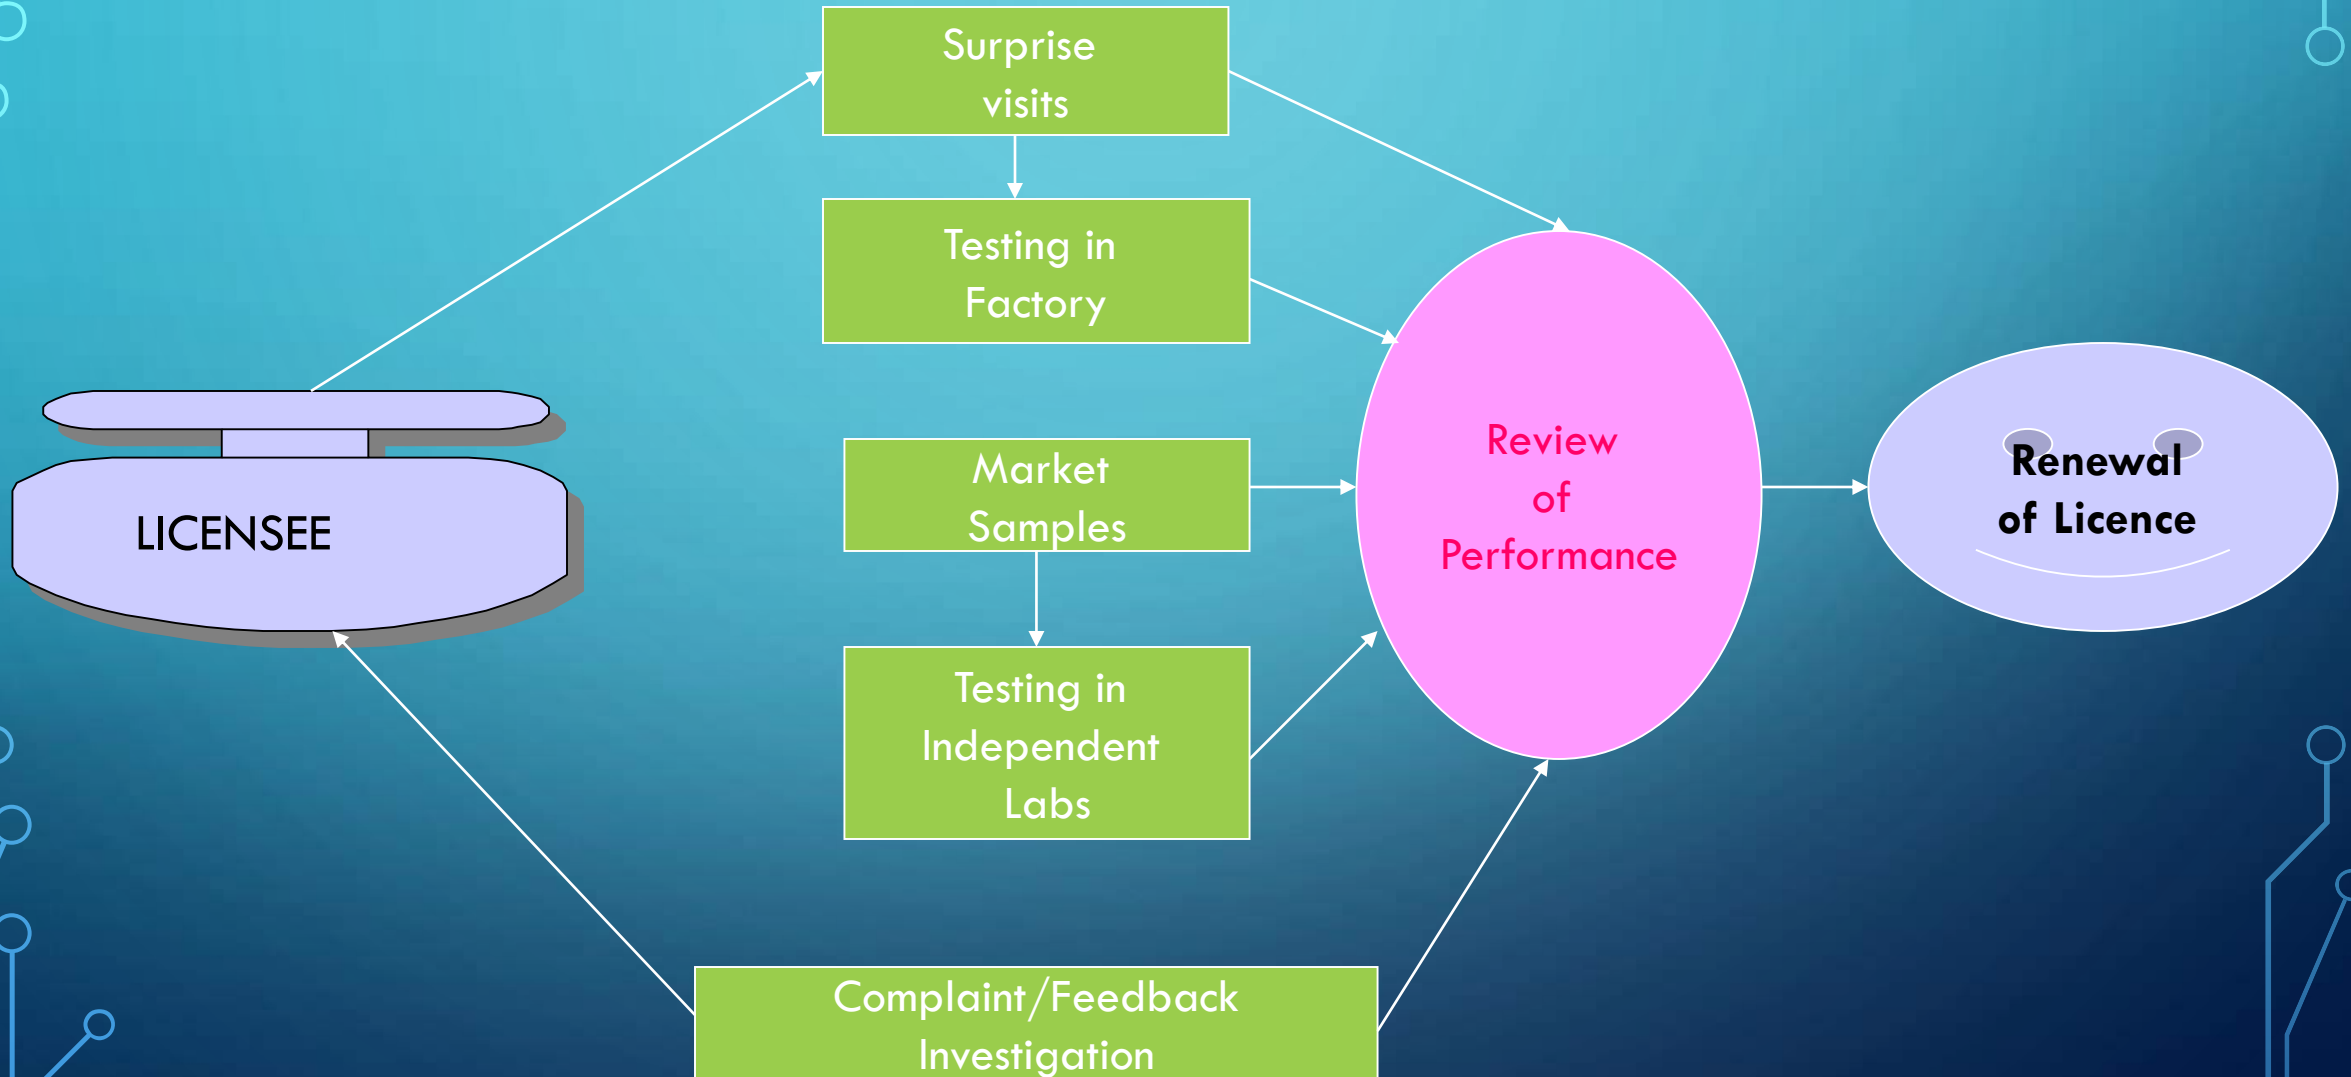 Surprise
visits
Testing in
Factory
LICENSEE
Market
Samples
Testing in
Independent
Labs
Complaint/Feedback
Investigation
Review
of
Performance
Renewal
of Licence